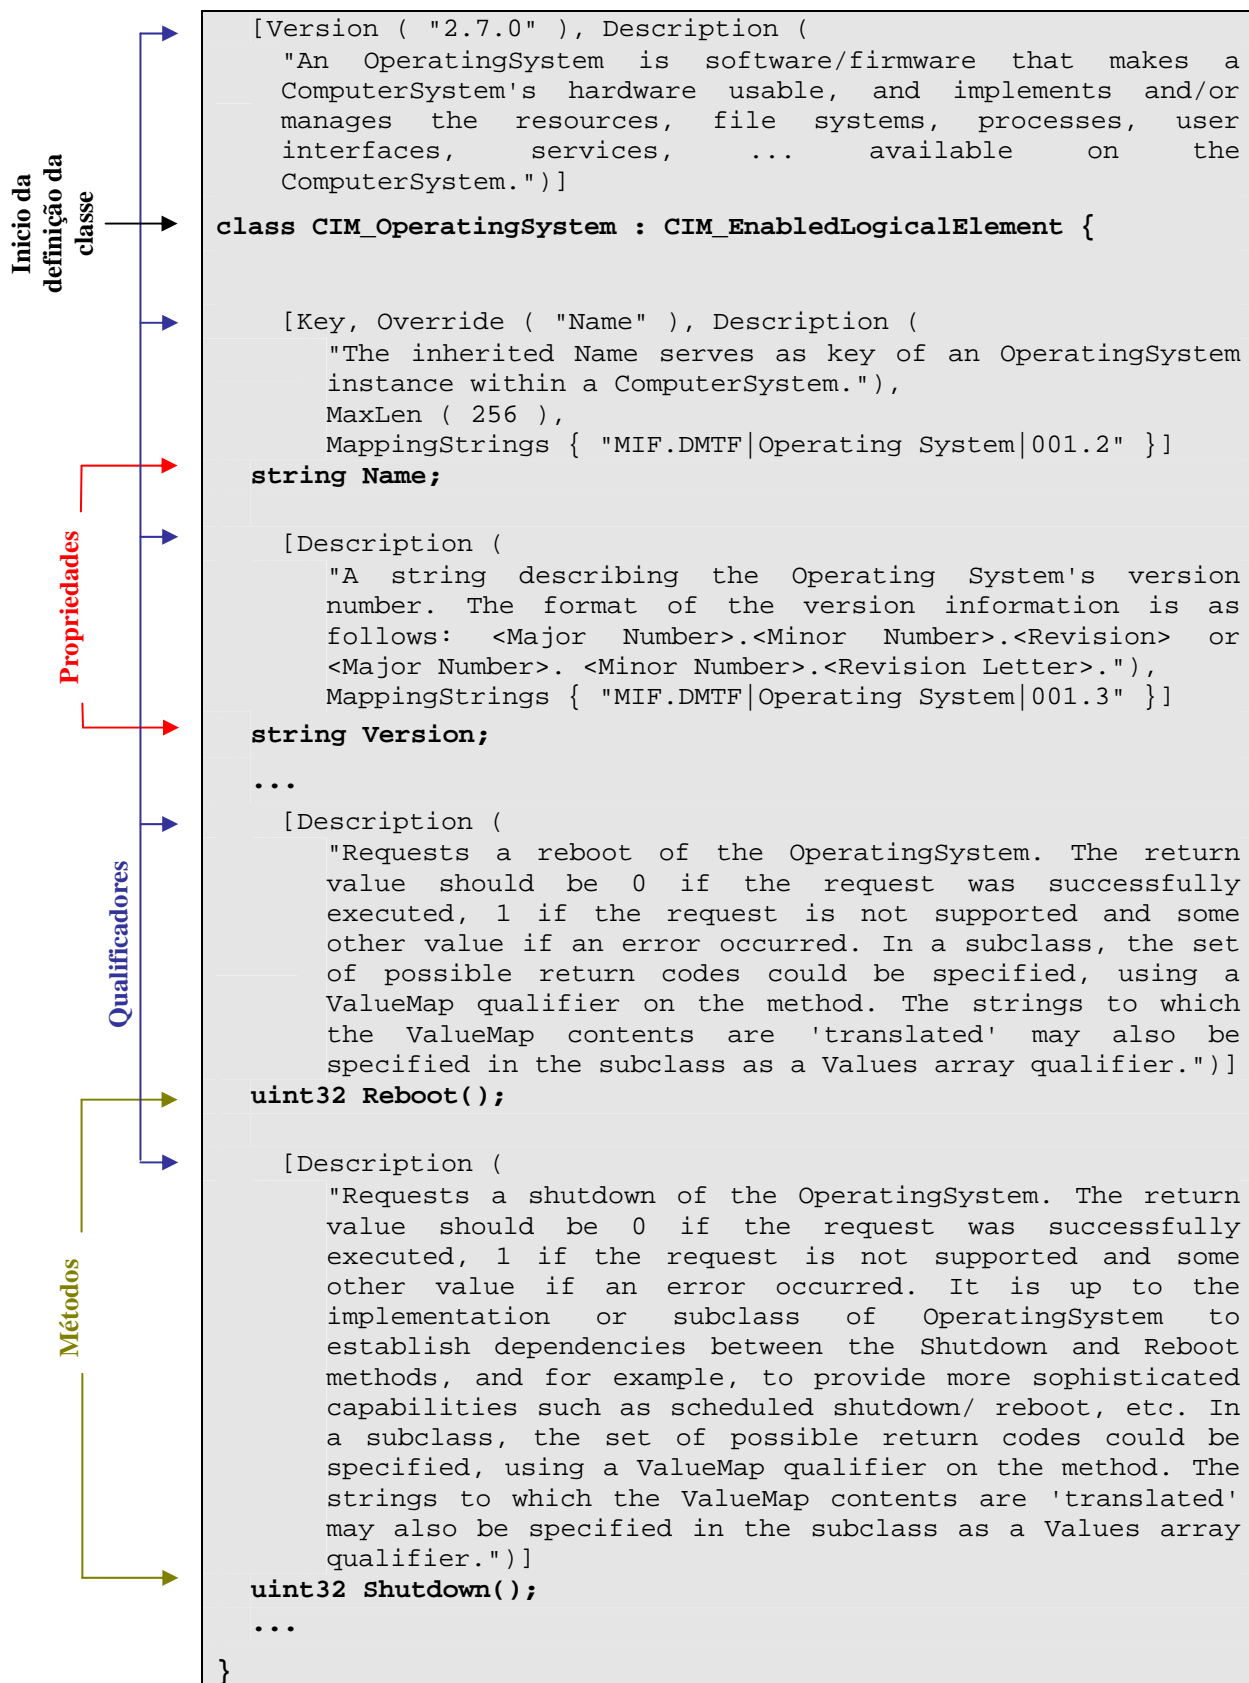 [Version ( "2.7.0" ), Description (
"An OperatingSystem is software/firmware that makes a
ComputerSystem's hardware usable, and implements and/or
manages the resources, file systems, processes, user
interfaces, services, ... available on the
ComputerSystem.")]
Inicio da
definição da
classe
class CIM_OperatingSystem : CIM_EnabledLogicalElement {
[Key, Override ( "Name" ), Description (
"The inherited Name serves as key of an OperatingSystem
instance within a ComputerSystem."),
MaxLen ( 256 ),
MappingStrings { "MIF.DMTF|Operating System|001.2" }]
string Name;
Propriedades
[Description (
"A string describing the Operating System's version
number. The format of the version information is as
follows: <Major Number>.<Minor Number>.<Revision> or
<Major Number>. <Minor Number>.<Revision Letter>."),
MappingStrings { "MIF.DMTF|Operating System|001.3" }]
string Version;
...
Qualificadores
[Description (
"Requests a reboot of the OperatingSystem. The return
value should be 0 if the request was successfully
executed, 1 if the request is not supported and some
other value if an error occurred. In a subclass, the set
of possible return codes could be specified, using a
ValueMap qualifier on the method. The strings to which
the ValueMap contents are 'translated' may also be
specified in the subclass as a Values array qualifier.")]
uint32 Reboot();
Métodos
[Description (
"Requests a shutdown of the OperatingSystem. The return
value should be 0 if the request was successfully
executed, 1 if the request is not supported and some
other value if an error occurred. It is up to the
implementation or subclass of OperatingSystem to
establish dependencies between the Shutdown and Reboot
methods, and for example, to provide more sophisticated
capabilities such as scheduled shutdown/ reboot, etc. In
a subclass, the set of possible return codes could be
specified, using a ValueMap qualifier on the method. The
strings to which the ValueMap contents are 'translated'
may also be specified in the subclass as a Values array
qualifier.")]
uint32 Shutdown();
...
}